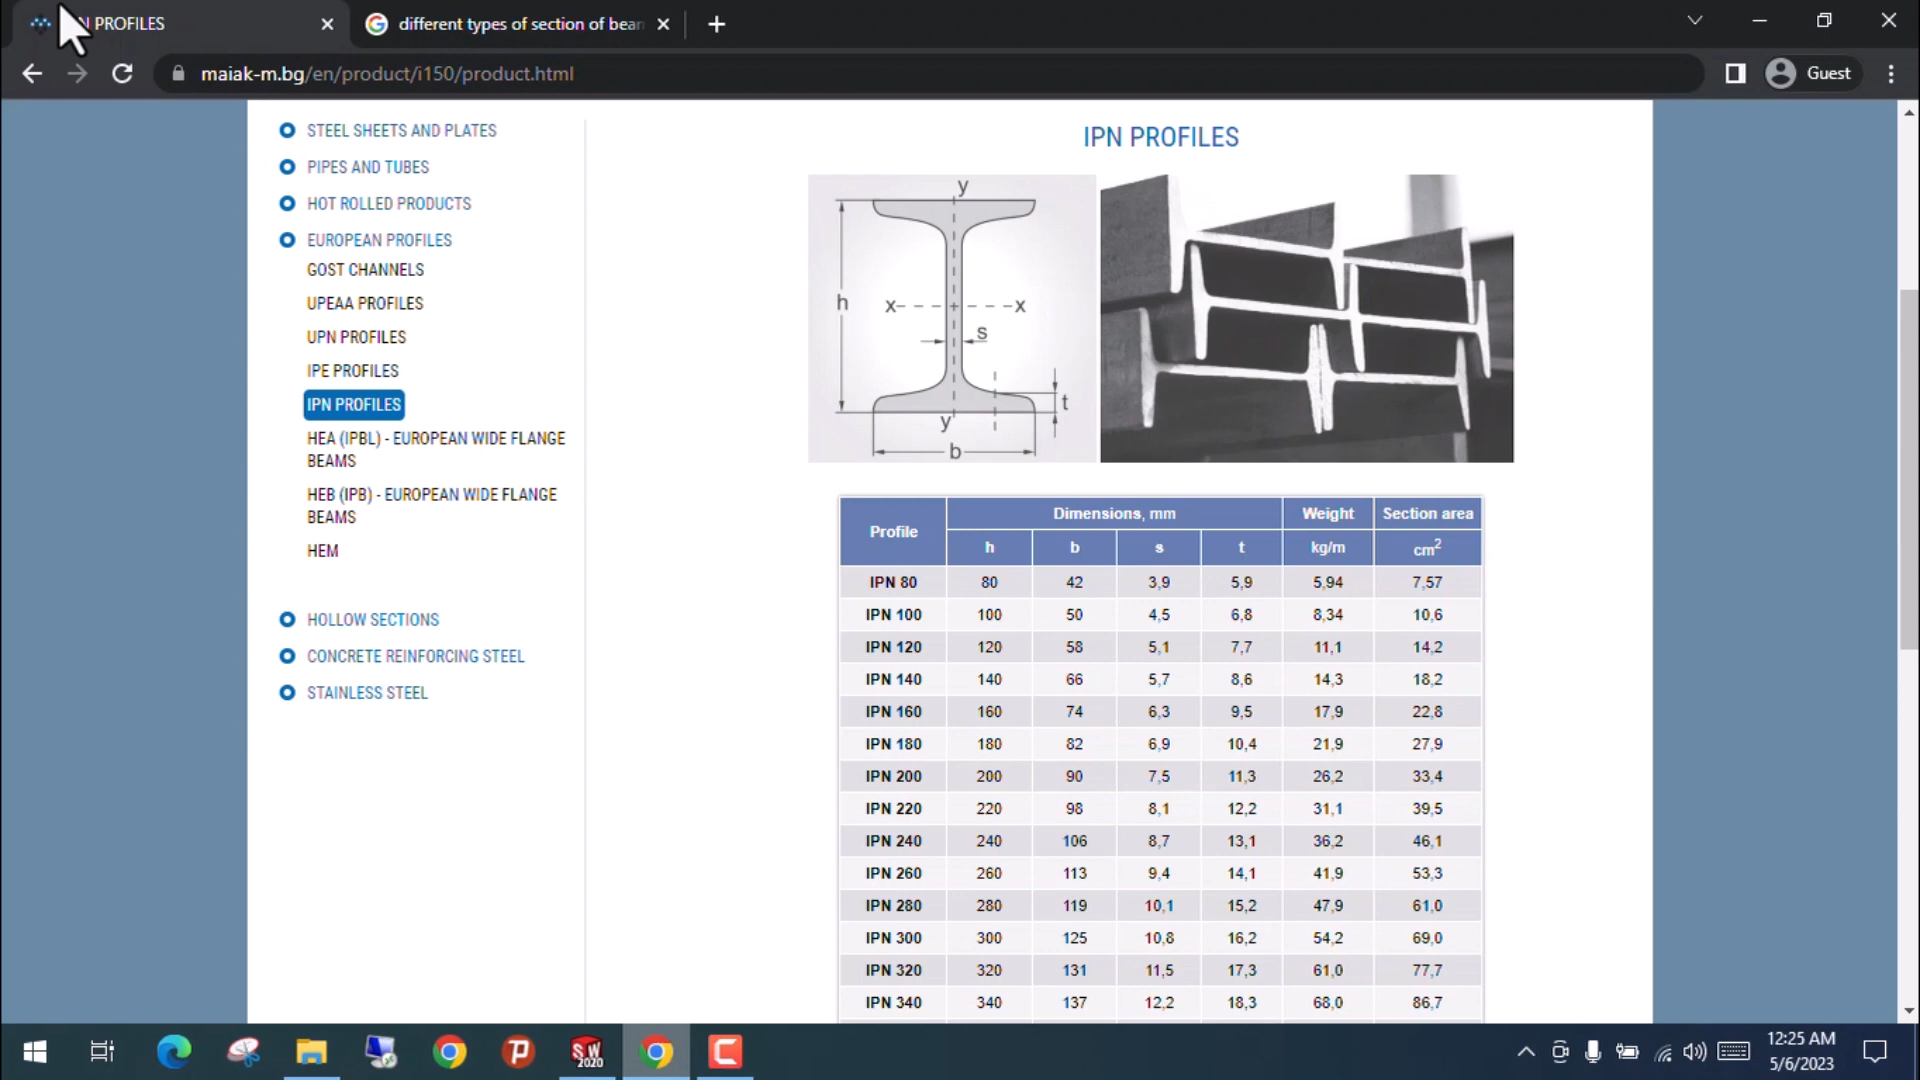 N PROFILES
different types of section of bear
maiak-m.bg/en/product/i150/product.html
Guest
STEEL SHEETS AND PLATES
PIPES AND TUBES
HOT ROLLED PRODUCTS
EUROPEAN PROFILES
GOST CHANNELS
UPEAA PROFILES
UPN PROFILES
IPE PROFILES
IPN PROFILES
HEA (IPBL) - EUROPEAN WIDE FLANGE
BEAMS
HEB (IPB) - EUROPEAN WIDE FLANGE
BEAMS
HEM
HOLLOW SECTIONS
CONCRETE REINFORCING STEEL
STAINLESS STEEL
IPN PROFILES
y
h
x
x
s
t
y
b
Profile Dimensions, mm Weight Section area
h b s t kg/m cm2
IPN 80 80 42 3,9 5,9 5,94 7,57
IPN 100 100 50 4,5 6,8 8,34 10,6
IPN 120 120 58 5,1 7,7 11,1 14,2
IPN 140 140 66 5,7 8,6 14,3 18,2
IPN 160 160 74 6,3 9,5 17,9 22,8
IPN 180 180 82 6,9 10,4 21,9 27,9
IPN 200 200 90 7,5 11,3 26,2 33,4
IPN 220 220 98 8,1 12,2 31,1 39,5
IPN 240 240 106 8,7 13,1 36,2 46,1
IPN 260 260 113 9,4 14,1 41,9 53,3
IPN 280 280 119 10,1 15,2 47,9 61,0
IPN 300 300 125 10,8 16,2 54,2 69,0
IPN 320 320 131 11,5 17,3 61,0 77,7
IPN 340 340 137 12,2 18,3 68,0 86,7
SW
2020
12:25 AM
5/6/2023